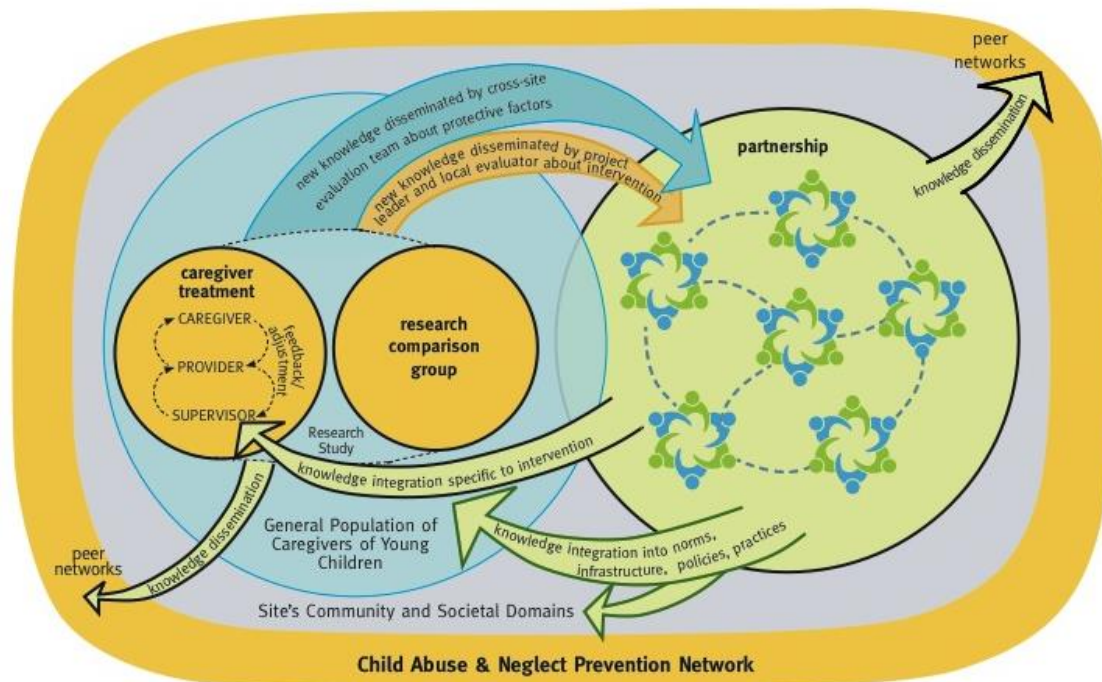 peer
networks
knowledge dissemination
new knowledge disseminated by cross-site
evaluation team about protective factors
new knowledge disseminated by project
leader and local evaluator about intervention
partnership
caregiver
treatment
CAREGIVER
PROVIDER
SUPERVISOR
feedback/
adjustment
research
comparison
group
Research
Study
knowledge integration specific to intervention
knowledge dissemination
peer
networks
General Population of
Caregivers of Young
Children
knowledge integration into norms,
infrastructure, policies, practices
Site's Community and Societal Domains
Child Abuse & Neglect Prevention Network